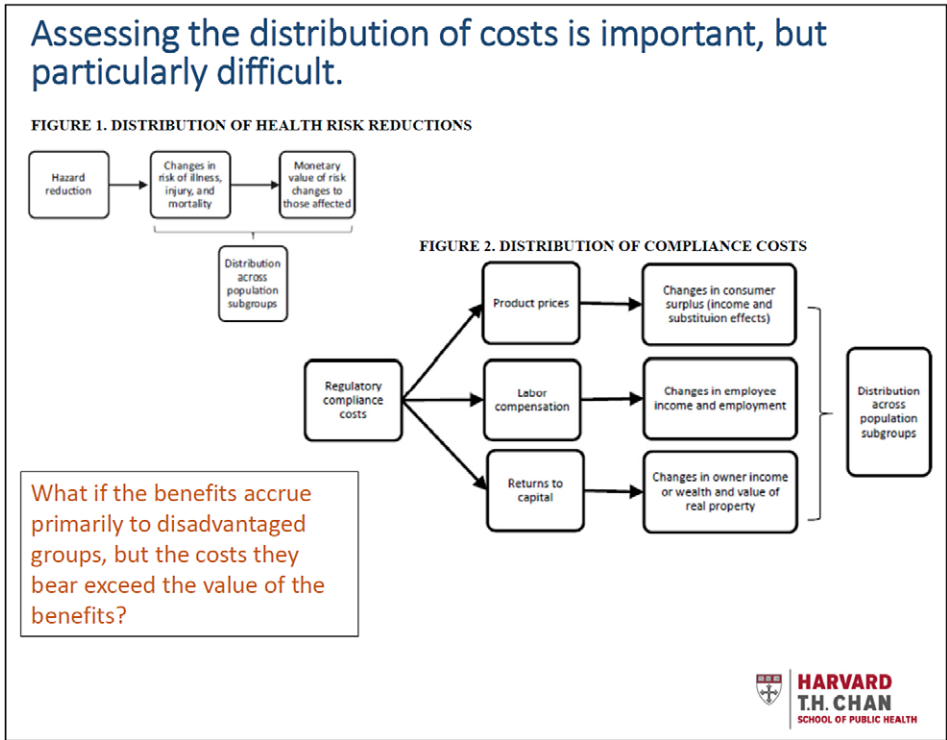 Assessing the distribution of costs is important, but
particularly difficult.
FIGURE 1. DISTRIBUTION OF HEALTH RISK REDUCTIONS
Hazard
reduction
Changes in
risk of illness,
injury, and
mortality
Monetary
value of risk
changes to
those affected
Distribution
across
population
subgroups
FIGURE 2. DISTRIBUTION OF COMPLIANCE COSTS
Regulatory
compliance
costs
Product prices
Changes in consumer
surplus (income and
substituion effects)
Labor
compensation
Changes in employee
income and employment
Returns to
capital
Changes in owner income
or wealth and value of
real property
Distribution
across
population
subgroups
What if the benefits accrue
primarily to disadvantaged
groups, but the costs they
bear exceed the value of the
benefits?
HARVARD
T.H. CHAN
SCHOOL OF PUBLIC HEALTH